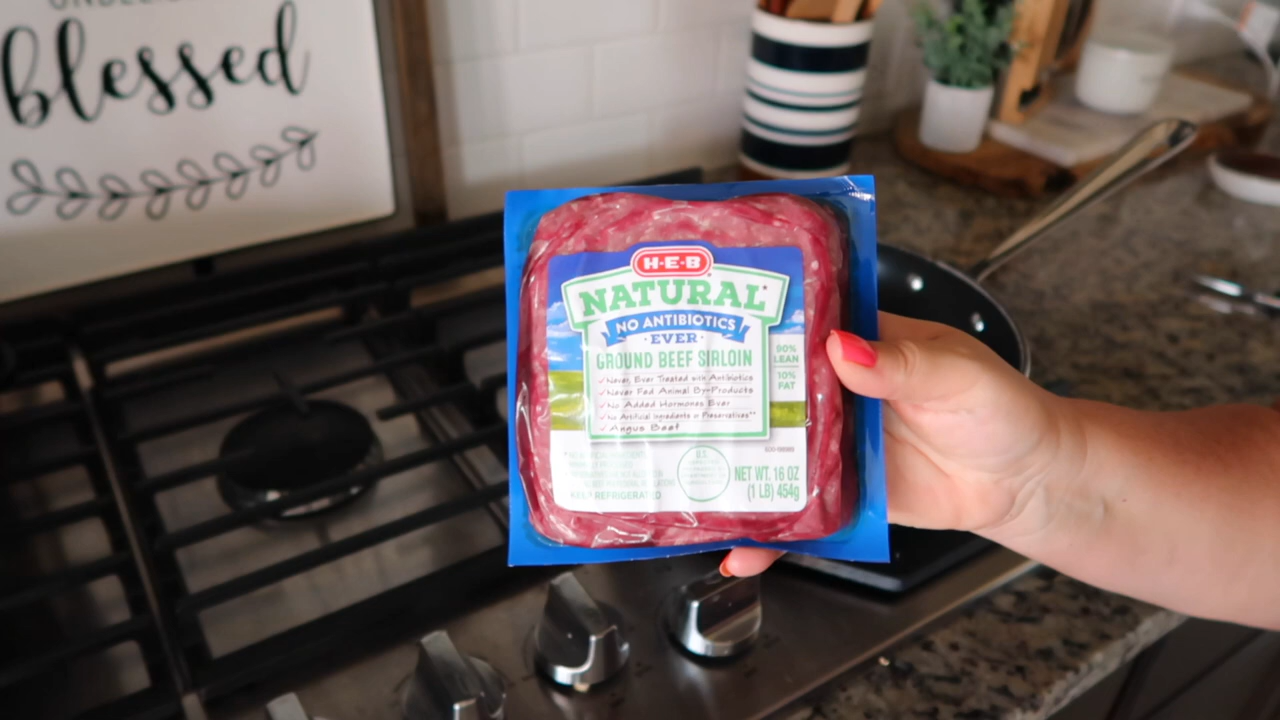 blessed
H-E-B
NATURAL
NO ANTIBIOTICS
EVER
GROUND BEEF SIRLOIN
90%
LEAN
10%
FAT
✓Never, Ever Treated with Antibiotics
✓Never Fed Animal By-Products
✓No Added Hormones Ever
✓No Artificial Ingredients or Preservatives**
✓Angus Beef
U.S.
KEEP REFRIGERATED
NET WT. 16 OZ
(1 LB) 454g